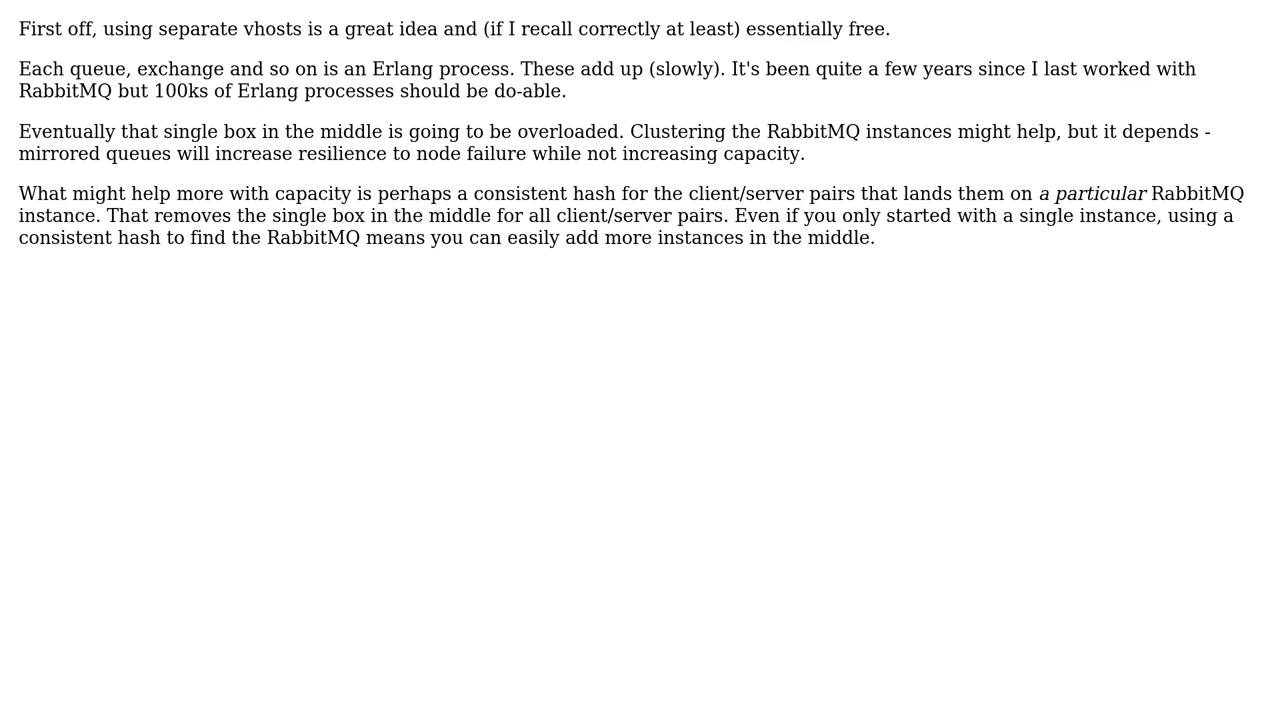 First off, using separate vhosts is a great idea and (if I recall correctly at least) essentially free.
Each queue, exchange and so on is an Erlang process. These add up (slowly). It's been quite a few years since I last worked with
RabbitMQ but 100ks of Erlang processes should be do-able.
Eventually that single box in the middle is going to be overloaded. Clustering the RabbitMQ instances might help, but it depends -
mirrored queues will increase resilience to node failure while not increasing capacity.
What might help more with capacity is perhaps a consistent hash for the client/server pairs that lands them on a particular RabbitMQ
instance. That removes the single box in the middle for all client/server pairs. Even if you only started with a single instance, using a
consistent hash to find the RabbitMQ means you can easily add more instances in the middle.